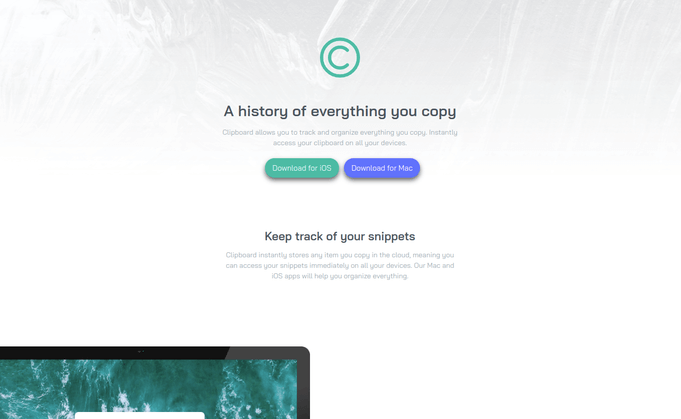 ©
A history of everything you copy
Clipboard allows you to track and organize everything you copy. Instantly
access your clipboard on all your devices.
Download for iOS
Download for Mac
Keep track of your snippets
Clipboard instantly stores any item you copy in the cloud, meaning you
can access your snippets immediately on all your devices. Our Mac and
iOS apps will help you organize everything.